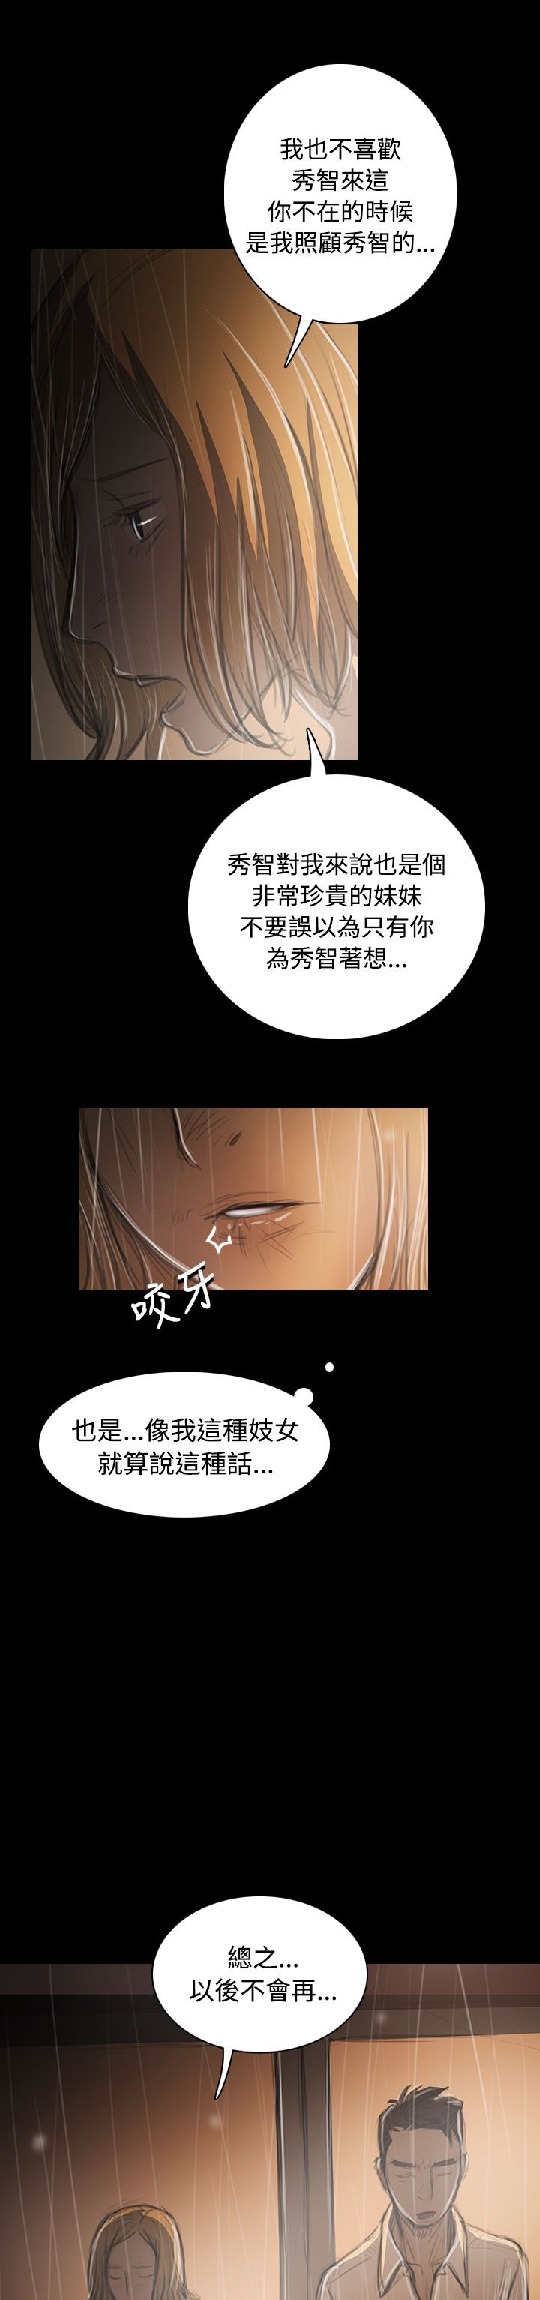 我也不喜歡
秀智來這
你不在的時候
是我照顧秀智的...
秀智對我來說也是個
非常珍貴的妹妹
不要誤以為只有你
為秀智著想...
咬牙
也是...像我這種妓女
就算說這種話...
總之...
以後不會再...